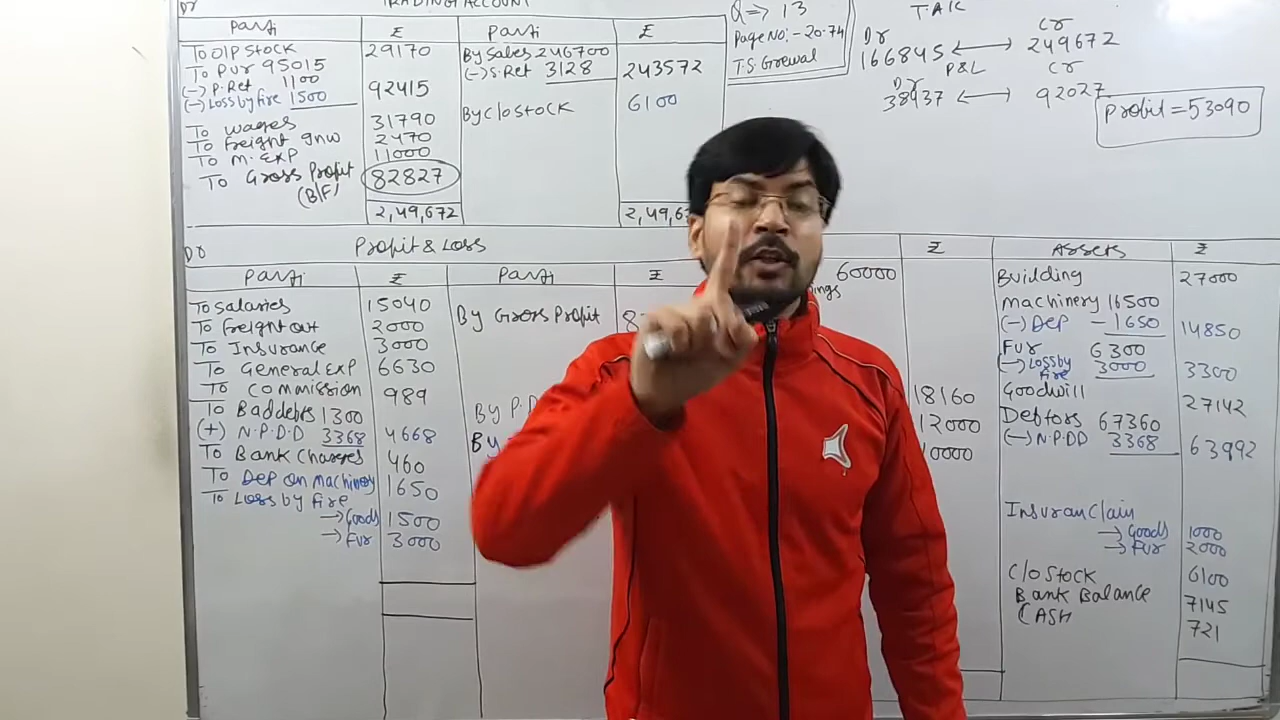 Dr
TRADING ACCOUNT
Parti ₹ Parti ₹
To O/P STOCK 29170
To Pur 95015
(-) P.Ret 1100
(-) Loss by fire 1500 92415
To wages 31790
To Freight Inw 2470
To M.EXP 11000
To Gross Profit 82827
(B/F)
2,49,672
By Sales 246700
(-) S.Ret 3128 243572
By C/o STOCK 6100
2,49,6
Q => 13
Page No:- 20.74
T.S. Grewal
T.A/C
Dr Cr
166845 ↔ 249672
P&L
Dr Cr
38937 ↔ 92027
Profit = 53090
Dr
Profit & Loss
Parti ₹ Parti ₹
To Salaries 15040
To Freight out 2000
To Insurance 3000
To General EXP 6630
To Commission 989
To Bad debts 1300
(+) N.P.D.D 3368 4668
To Bank Charges 460
To Dep on machinery 1650
To Loss by fire
→ Goods 1500
→ Fur 3000
By Gross Profit 8
By P.D
By
₹
60000
ings
18160
12000
10000
Assets ₹
Building 27000
Machinery 16500
(-) Dep - 1650 14850
Fur 6300
(-) Loss by fire 3000 3300
Goodwill 27142
Debtors 67360
(-) N.P.DD 3368 63992
Insuran Claim
→ Goods 1000
→ Fur 2000
C/o STOCK 6100
Bank Balance 7145
CASH 721